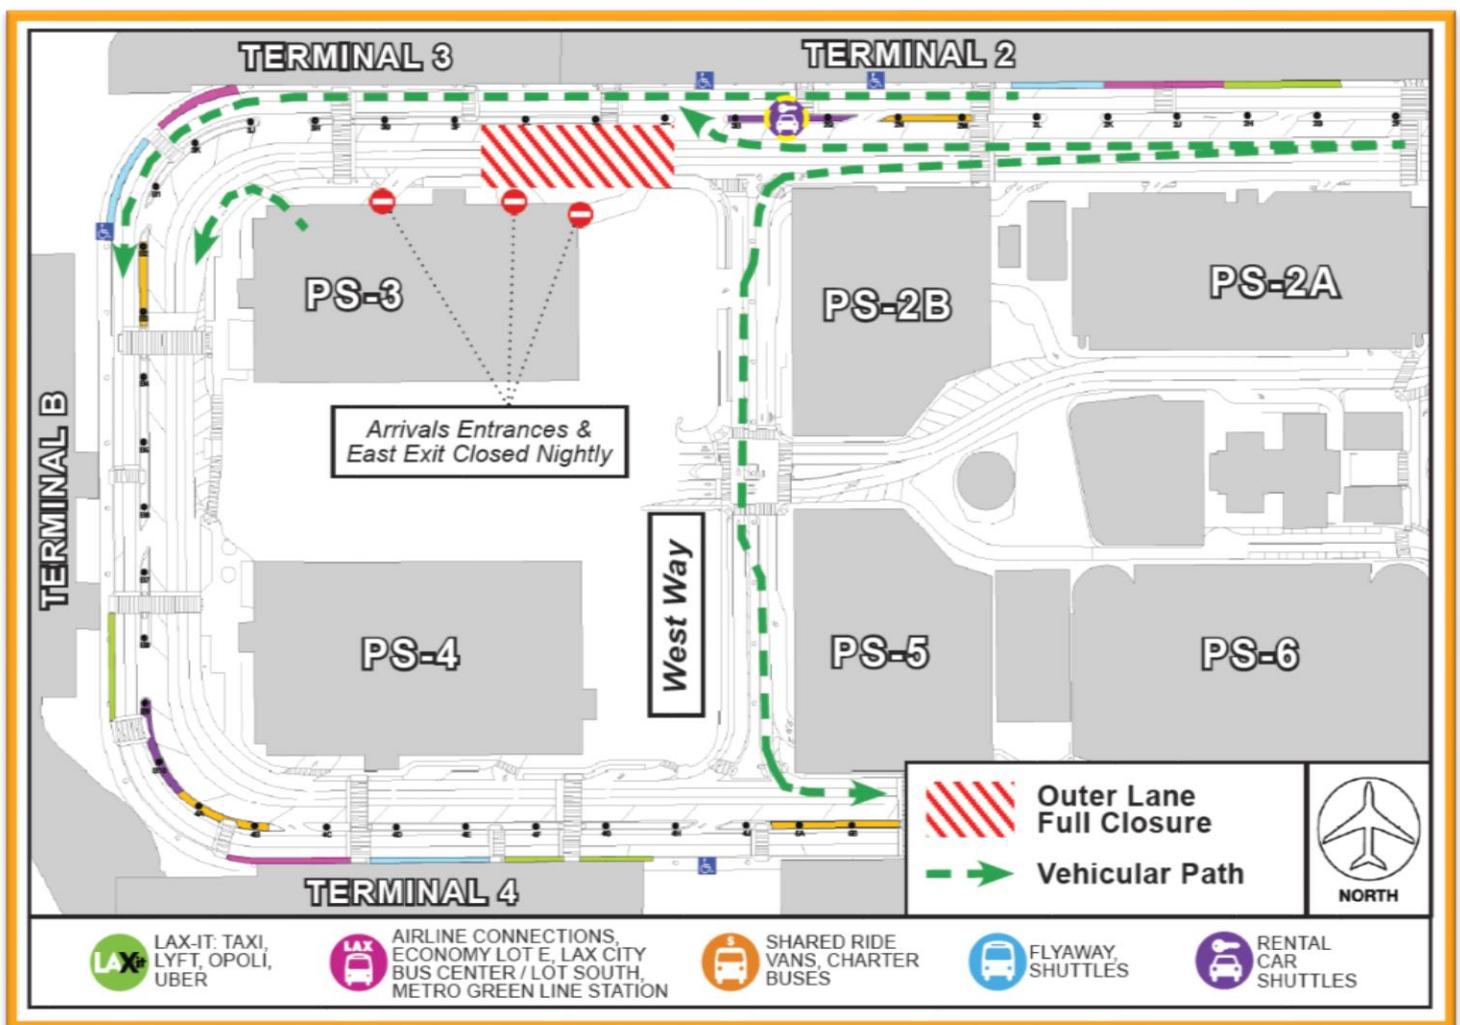 TERMINAL 3
TERMINAL 2
PS-3
PS-2B
PS-2A
Arrivals Entrances &
East Exit Closed Nightly
TERMINAL B
West Way
PS-4
PS-5
PS-6
TERMINAL 4
Outer Lane
Full Closure
Vehicular Path
NORTH
LAXit
LAX-IT: TAXI,
LYFT, OPOLI,
UBER
LAX
AIRLINE CONNECTIONS,
ECONOMY LOT E, LAX CITY
BUS CENTER / LOT SOUTH,
METRO GREEN LINE STATION
$
SHARED RIDE
VANS, CHARTER
BUSES
FLYAWAY,
SHUTTLES
RENTAL
CAR
SHUTTLES